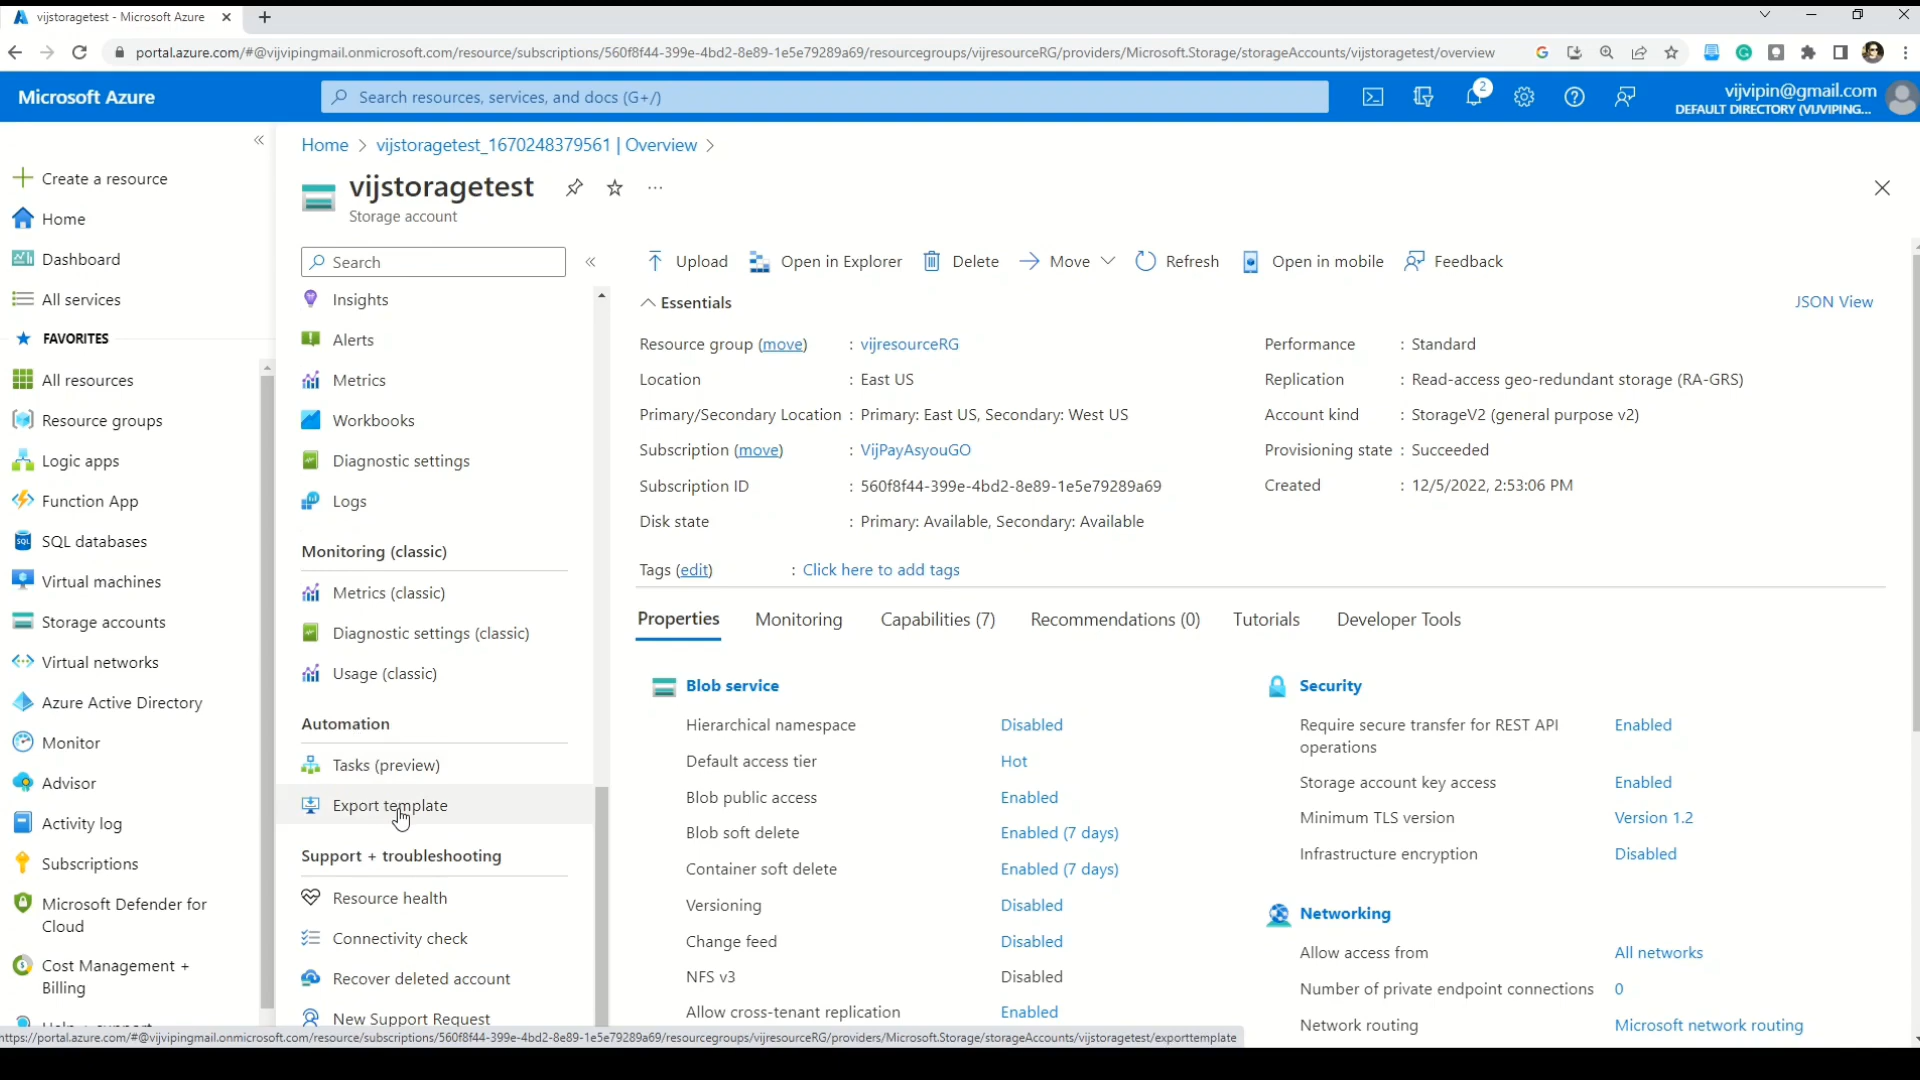 vijstoragetest - Microsoft Azure
portal.azure.com/#@vijvipingmail.onmicrosoft.com/resource/subscriptions/560f8f44-399e-4bd2-8e89-1e5e79289a69/resourcegroups/vijresourceRG/providers/Microsoft.Storage/storageAccounts/vijstoragetest/overview
Microsoft Azure
Search resources, services, and docs (G+/)
2
vijvipin@gmail.com
DEFAULT DIRECTORY (VIJVIPING...
Create a resource
Home
Dashboard
All services
FAVORITES
All resources
Resource groups
Logic apps
Function App
SQL databases
Virtual machines
Storage accounts
Virtual networks
Azure Active Directory
Monitor
Advisor
Activity log
Subscriptions
Microsoft Defender for
Cloud
Cost Management +
Billing
Home > vijstoragetest_1670248379561 | Overview >
vijstoragetest
Storage account
Search
Insights
Alerts
Metrics
Workbooks
Diagnostic settings
Logs
Monitoring (classic)
Metrics (classic)
Diagnostic settings (classic)
Usage (classic)
Automation
Tasks (preview)
Export template
Support + troubleshooting
Resource health
Connectivity check
Recover deleted account
New Support Request
Upload Open in Explorer Delete Move Refresh Open in mobile Feedback
Essentials
JSON View
Resource group (move) : vijresourceRG
Location : East US
Primary/Secondary Location : Primary: East US, Secondary: West US
Subscription (move) : VijPayAsyouGO
Subscription ID : 560f8f44-399e-4bd2-8e89-1e5e79289a69
Disk state : Primary: Available, Secondary: Available
Performance : Standard
Replication : Read-access geo-redundant storage (RA-GRS)
Account kind : StorageV2 (general purpose v2)
Provisioning state : Succeeded
Created : 12/5/2022, 2:53:06 PM
Tags (edit) : Click here to add tags
Properties Monitoring Capabilities (7) Recommendations (0) Tutorials Developer Tools
Blob service
Hierarchical namespace Disabled
Default access tier Hot
Blob public access Enabled
Blob soft delete Enabled (7 days)
Container soft delete Enabled (7 days)
Versioning Disabled
Change feed Disabled
NFS v3 Disabled
Allow cross-tenant replication Enabled
Security
Require secure transfer for REST API Enabled
operations
Storage account key access Enabled
Minimum TLS version Version 1.2
Infrastructure encryption Disabled
Networking
Allow access from All networks
Number of private endpoint connections 0
Network routing Microsoft network routing
ttps://portal.azure.com/#@vijvipingmail.onmicrosoft.com/resource/subscriptions/560f8f44-399e-4bd2-8e89-1e5e79289a69/resourcegroups/vijresourceRG/providers/Microsoft.Storage/storageAccounts/vijstoragetest/exporttemplate